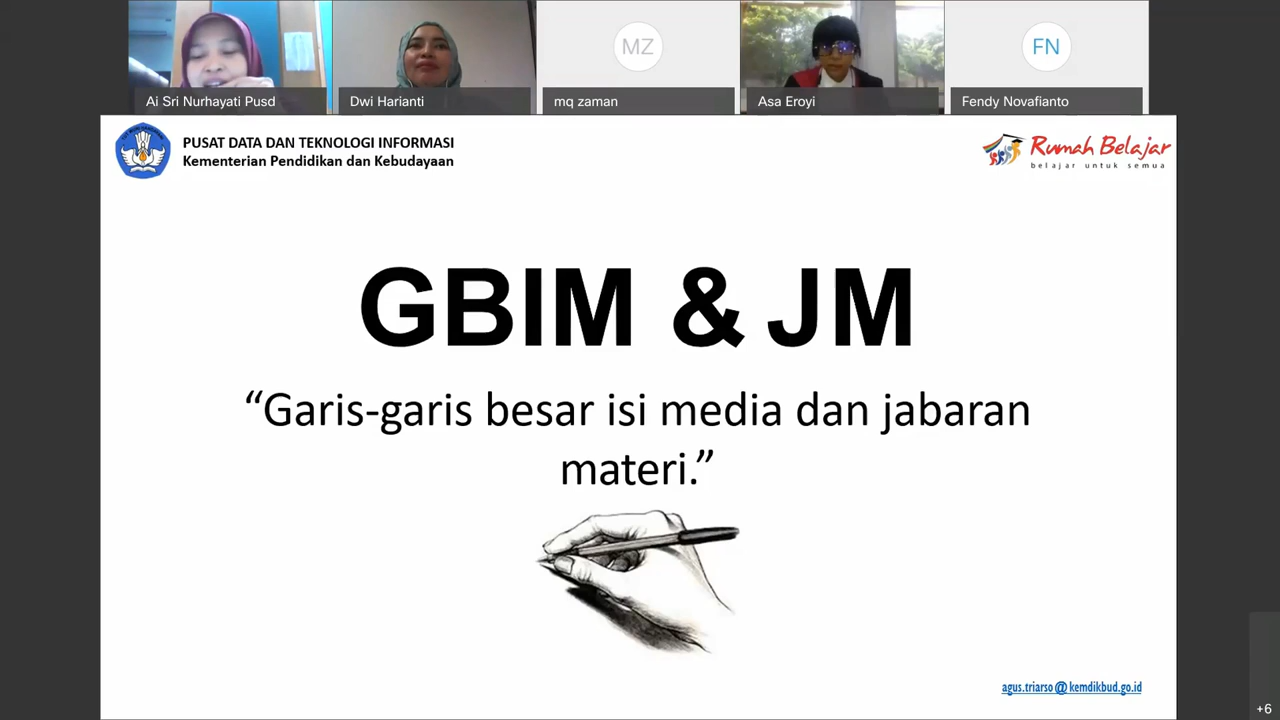 Ai Sri Nurhayati Pusd
Dwi Harianti
MZ
mq zaman
Asa Eroyi
FN
Fendy Novafianto
PUSAT DATA DAN TEKNOLOGI INFORMASI
Kementerian Pendidikan dan Kebudayaan
Rumah Belajar
belajar untuk semua
GBIM & JM
“Garis-garis besar isi media dan jabaran
materi.”
agus.triarso@kemdikbud.go.id
+6